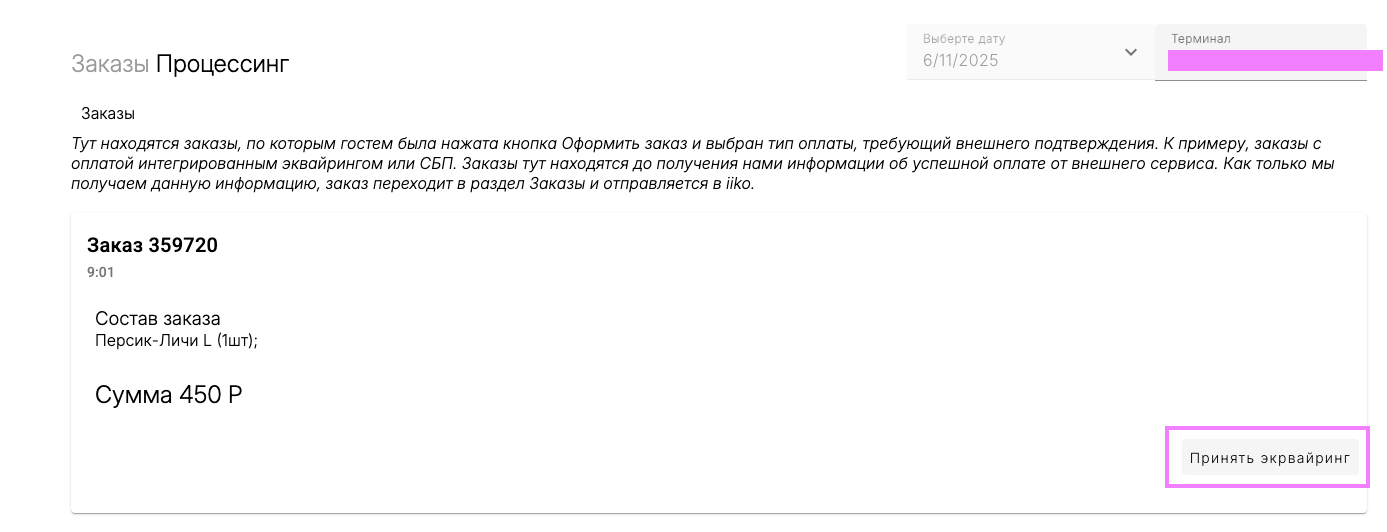 Выберте дату
Терминал
6/11/2025
Заказы Процессинг
Заказы
Тут находятся заказы, по которым гостем была нажата кнопка Оформить заказ и выбран тип оплаты, требующий внешнего подтверждения. К примеру, заказы с
оплатой интегрированным эквайрингом или СБП. Заказы тут находятся до получения нами информации об успешной оплате от внешнего сервиса. Как только мы
получаем данную информацию, заказ переходит в раздел Заказы и отправляется в iiko.
Заказ 359720
9:01
Состав заказа
Персик-Личи L (1шт);
Сумма 450 Р
Принять экрвайринг